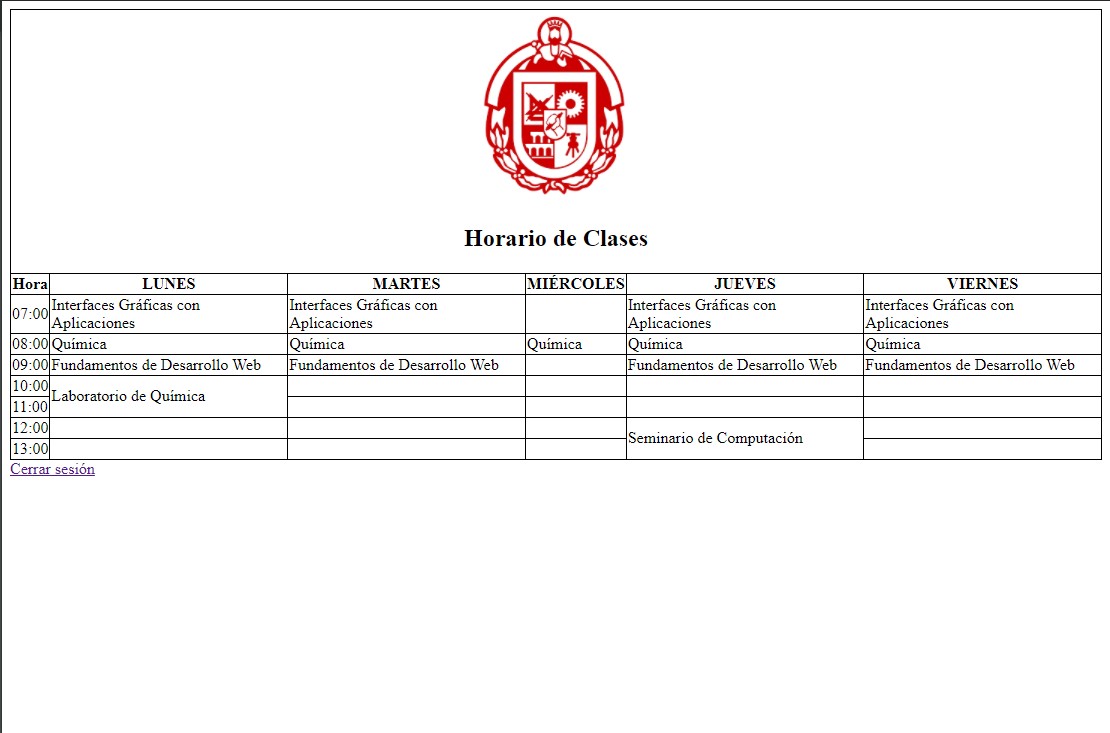 Horario de Clases
Hora LUNES MARTES MIÉRCOLES JUEVES VIERNES
07:00 Interfaces Gráficas con Aplicaciones Interfaces Gráficas con Aplicaciones Interfaces Gráficas con Aplicaciones Interfaces Gráficas con Aplicaciones
08:00 Química Química Química Química Química
09:00 Fundamentos de Desarrollo Web Fundamentos de Desarrollo Web Fundamentos de Desarrollo Web Fundamentos de Desarrollo Web
10:00 Laboratorio de Química
11:00
12:00 Seminario de Computación
13:00
Cerrar sesión